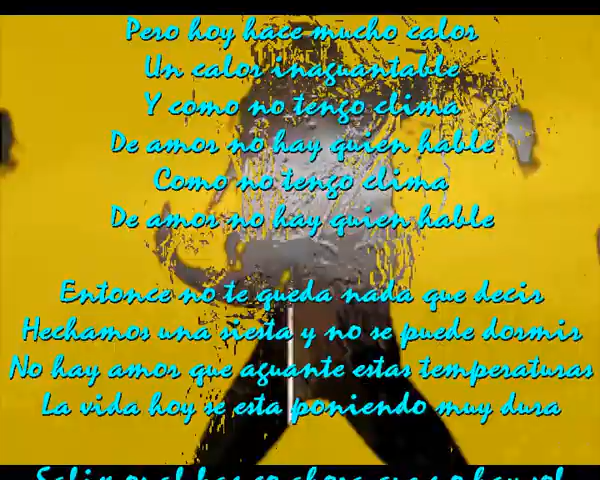 Pero hoy hace mucho calor
Un calor inaguantable
Y como no tengo clima
De amor no hay quien hable
Como no tengo clima
De amor no hay quien hable
Entonce no te queda nada que decir
Hechamos una siesta y no se puede dormir
No hay amor que aguante estas temperaturas
La vida hoy se esta poniendo muy dura